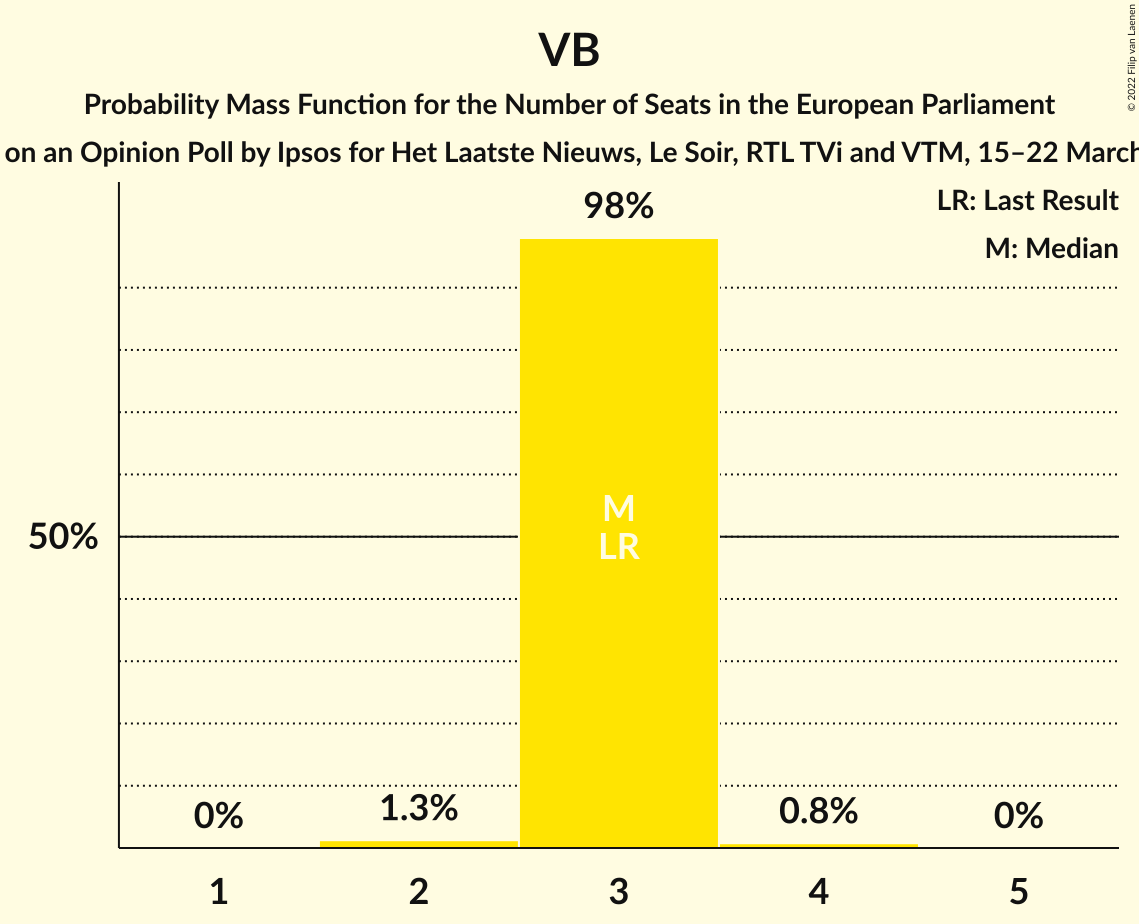 VB
Probability Mass Function for the Number of Seats in the European Parliament
on an Opinion Poll by Ipsos for Het Laatste Nieuws, Le Soir, RTL TVi and VTM, 15–22 March
© 2022 Filip van Laenen
LR: Last Result
M: Median
98%
M
LR
50%
0%
1.3%
0.8%
0%
1
2
3
4
5